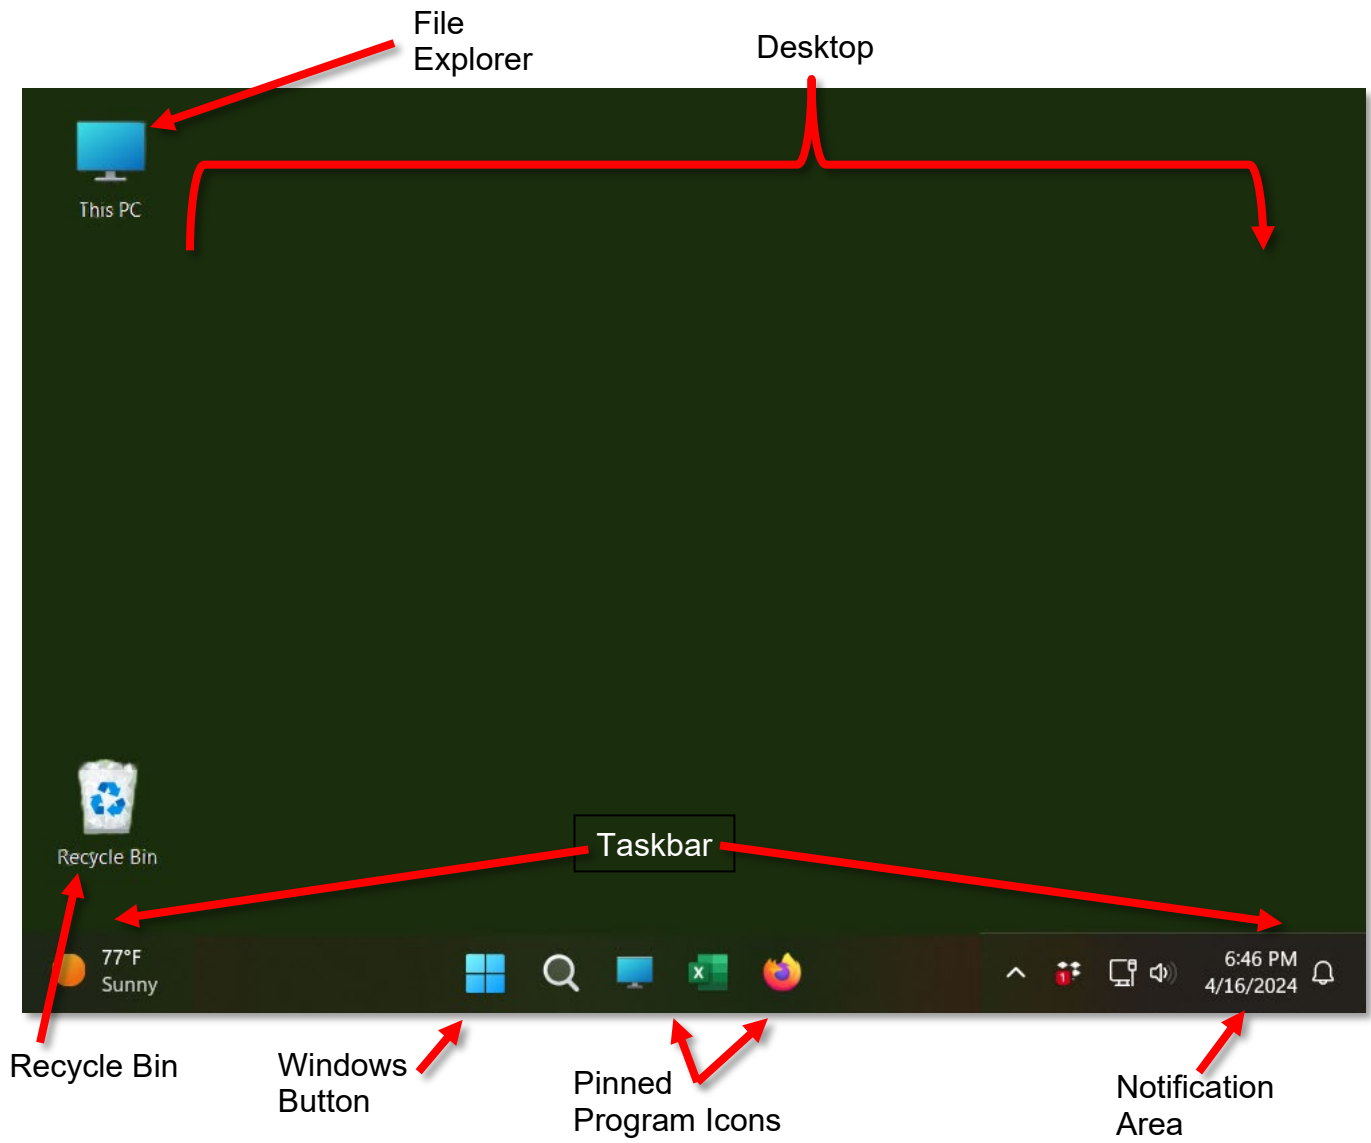 File
Explorer
Desktop
This PC
Recycle Bin
Taskbar
77°F
Sunny
X
1
6:46 PM
4/16/2024
Recycle Bin
Windows
Button
Pinned
Program Icons
Notification
Area